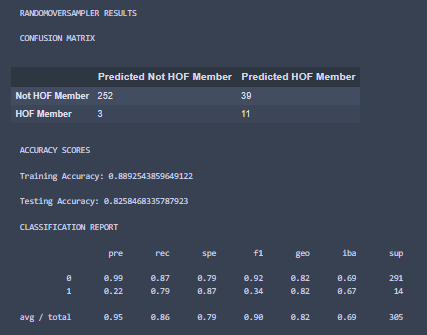 RANDOMOVERSAMPLER RESULTS
CONFUSION MATRIX
Predicted Not HOF Member Predicted HOF Member
Not HOF Member 252 39
HOF Member 3 11
ACCURACY SCORES
Training Accuracy: 0.8892543859649122
Testing Accuracy: 0.8258468335787923
CLASSIFICATION REPORT
pre rec spe f1 geo iba sup
0 0.99 0.87 0.79 0.92 0.82 0.69 291
1 0.22 0.79 0.87 0.34 0.82 0.67 14
avg / total 0.95 0.86 0.79 0.90 0.82 0.69 305